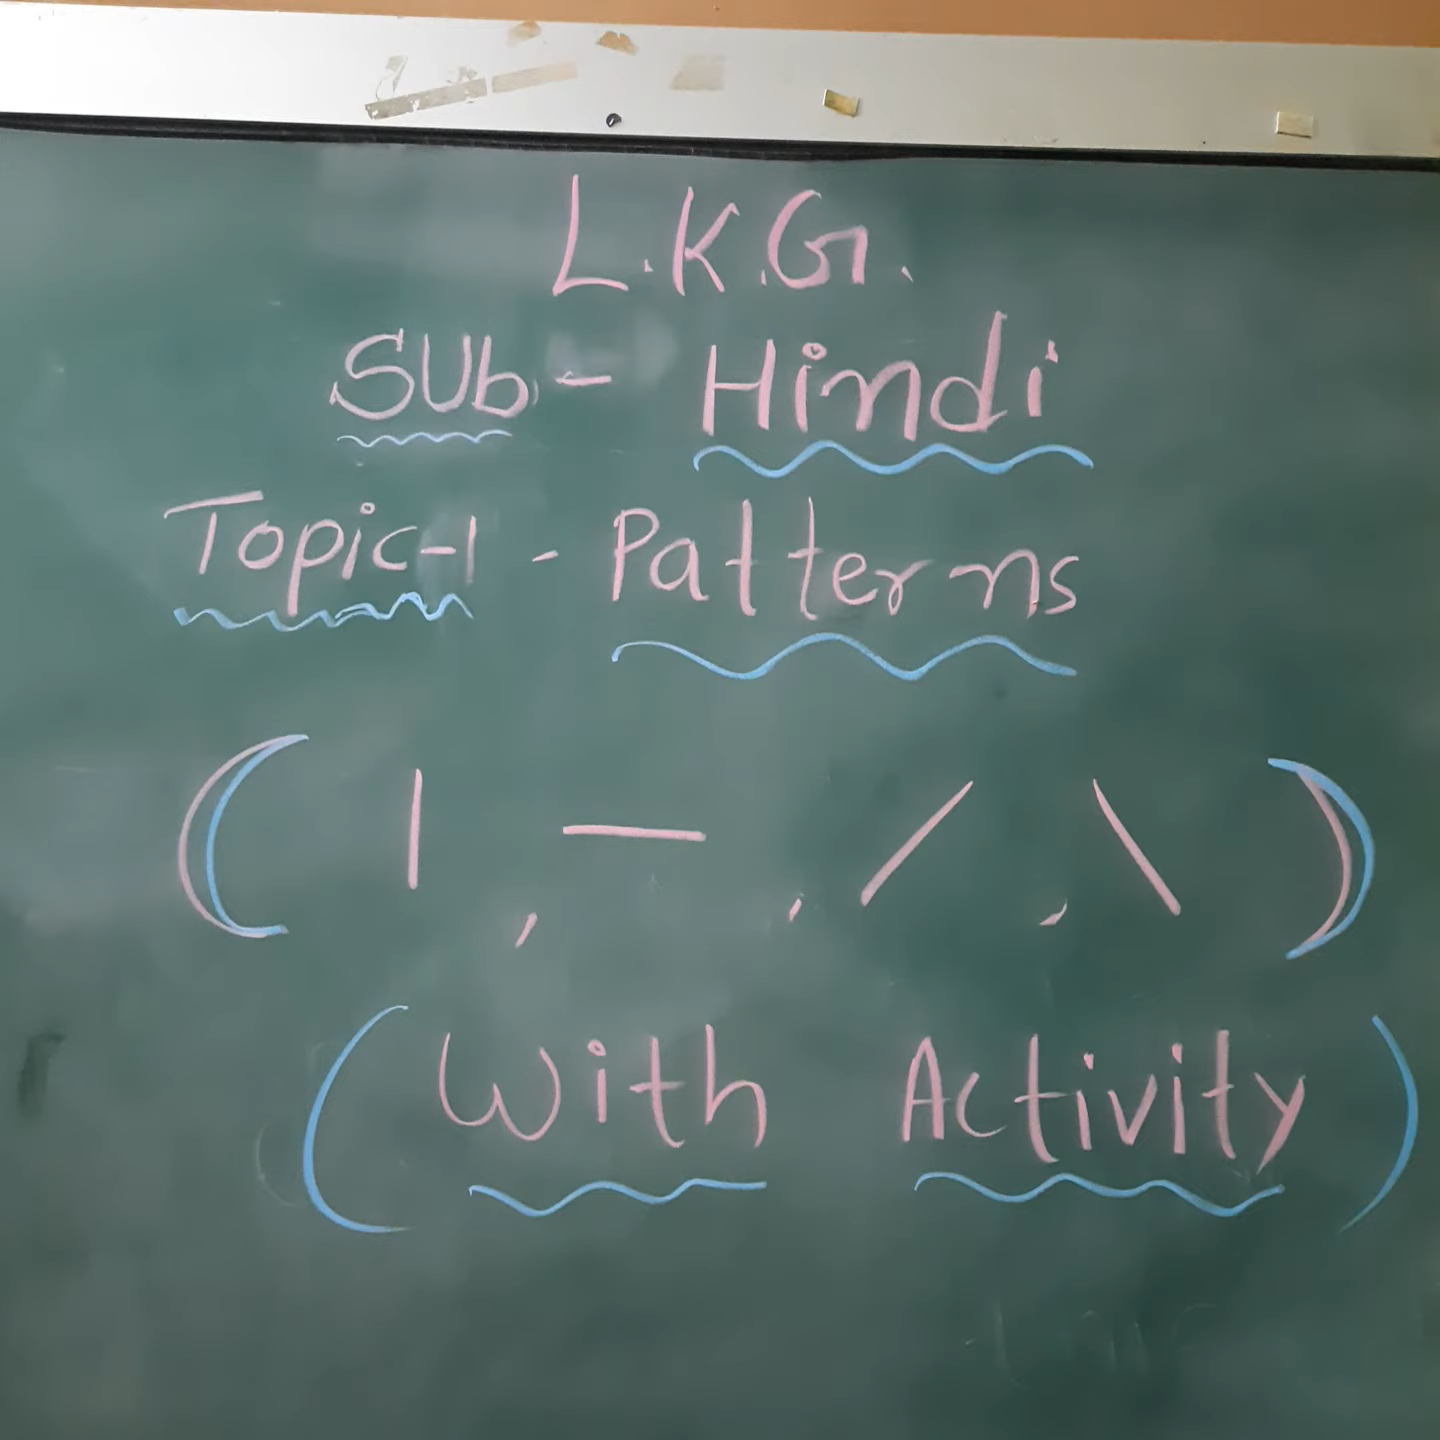 L.K.G.
Sub - Hindi
Topic-1 - Patterns
( | , — , / , \ )
(With Activity)